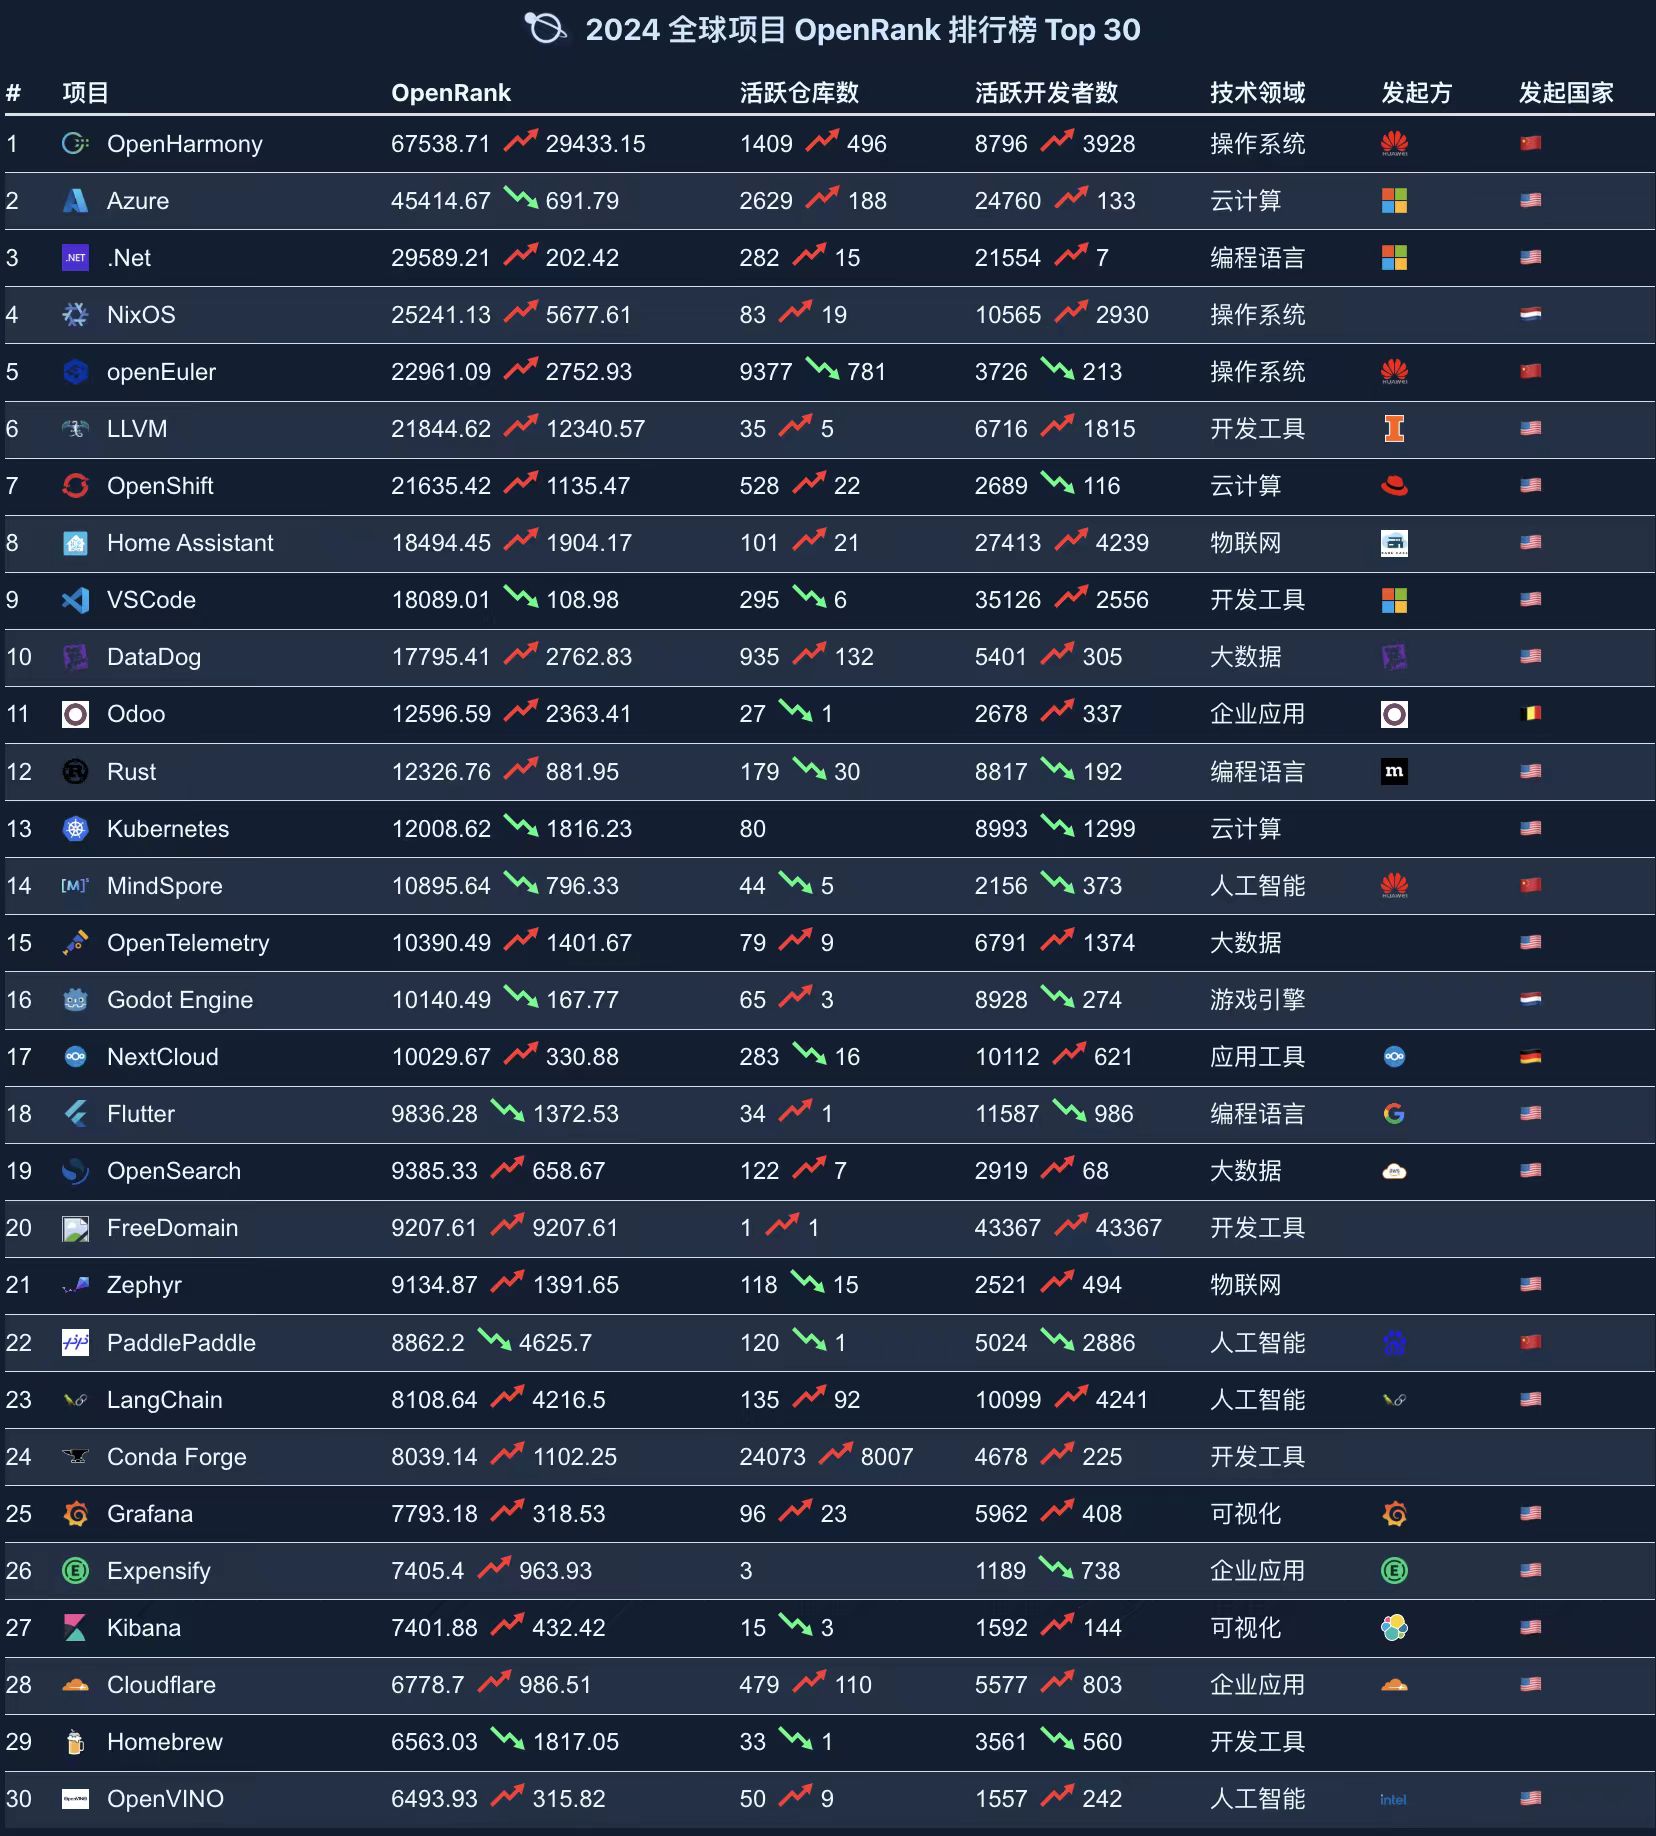 2024 全球项目 OpenRank 排行榜 Top 30
# 项目 OpenRank 活跃仓库数 活跃开发者数 技术领域 发起方 发起国家
1 OpenHarmony 67538.71 29433.15 1409 496 8796 3928 操作系统 HUAWEI
2 Azure 45414.67 691.79 2629 188 24760 133 云计算
3 .NET .Net 29589.21 202.42 282 15 21554 7 编程语言
4 NixOS 25241.13 5677.61 83 19 10565 2930 操作系统
5 openEuler 22961.09 2752.93 9377 781 3726 213 操作系统 HUAWEI
6 LLVM 21844.62 12340.57 35 5 6716 1815 开发工具
7 OpenShift 21635.42 1135.47 528 22 2689 116 云计算
8 Home Assistant 18494.45 1904.17 101 21 27413 4239 物联网
9 VSCode 18089.01 108.98 295 6 35126 2556 开发工具
10 DataDog 17795.41 2762.83 935 132 5401 305 大数据
11 Odoo 12596.59 2363.41 27 1 2678 337 企业应用
12 Rust 12326.76 881.95 179 30 8817 192 编程语言 m
13 Kubernetes 12008.62 1816.23 80 8993 1299 云计算
14 [M]s MindSpore 10895.64 796.33 44 5 2156 373 人工智能 HUAWEI
15 OpenTelemetry 10390.49 1401.67 79 9 6791 1374 大数据
16 Godot Engine 10140.49 167.77 65 3 8928 274 游戏引擎
17 NextCloud 10029.67 330.88 283 16 10112 621 应用工具
18 Flutter 9836.28 1372.53 34 1 11587 986 编程语言
19 OpenSearch 9385.33 658.67 122 7 2919 68 大数据 aws
20 FreeDomain 9207.61 9207.61 1 1 43367 43367 开发工具
21 Zephyr 9134.87 1391.65 118 15 2521 494 物联网
22 PaddlePaddle 8862.2 4625.7 120 1 5024 2886 人工智能
23 LangChain 8108.64 4216.5 135 92 10099 4241 人工智能
24 Conda Forge 8039.14 1102.25 24073 8007 4678 225 开发工具
25 Grafana 7793.18 318.53 96 23 5962 408 可视化
26 Expensify 7405.4 963.93 3 1189 738 企业应用
27 Kibana 7401.88 432.42 15 3 1592 144 可视化
28 Cloudflare 6778.7 986.51 479 110 5577 803 企业应用
29 Homebrew 6563.03 1817.05 33 1 3561 560 开发工具
30 OpenVINO OpenVINO 6493.93 315.82 50 9 1557 242 人工智能 intel